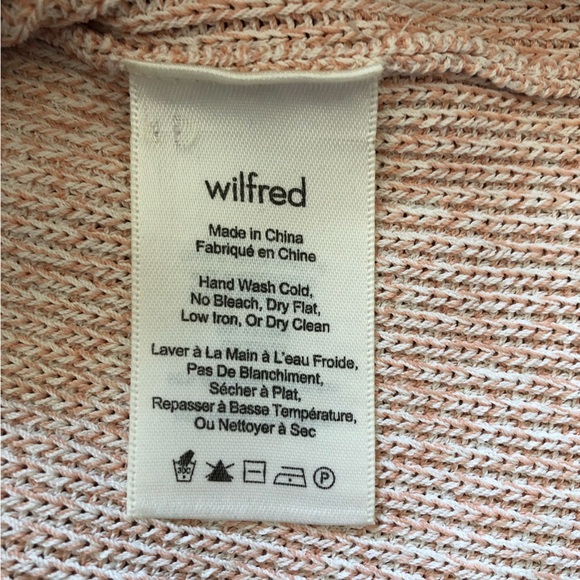 wilfred
Made in China
Fabriqué en Chine
Hand Wash Cold,
No Bleach, Dry Flat,
Low Iron, Or Dry Clean
Laver à La Main à L'eau Froide,
Pas De Blanchiment,
Sécher à Plat,
Repasser à Basse Température,
Ou Nettoyer à Sec
30C P